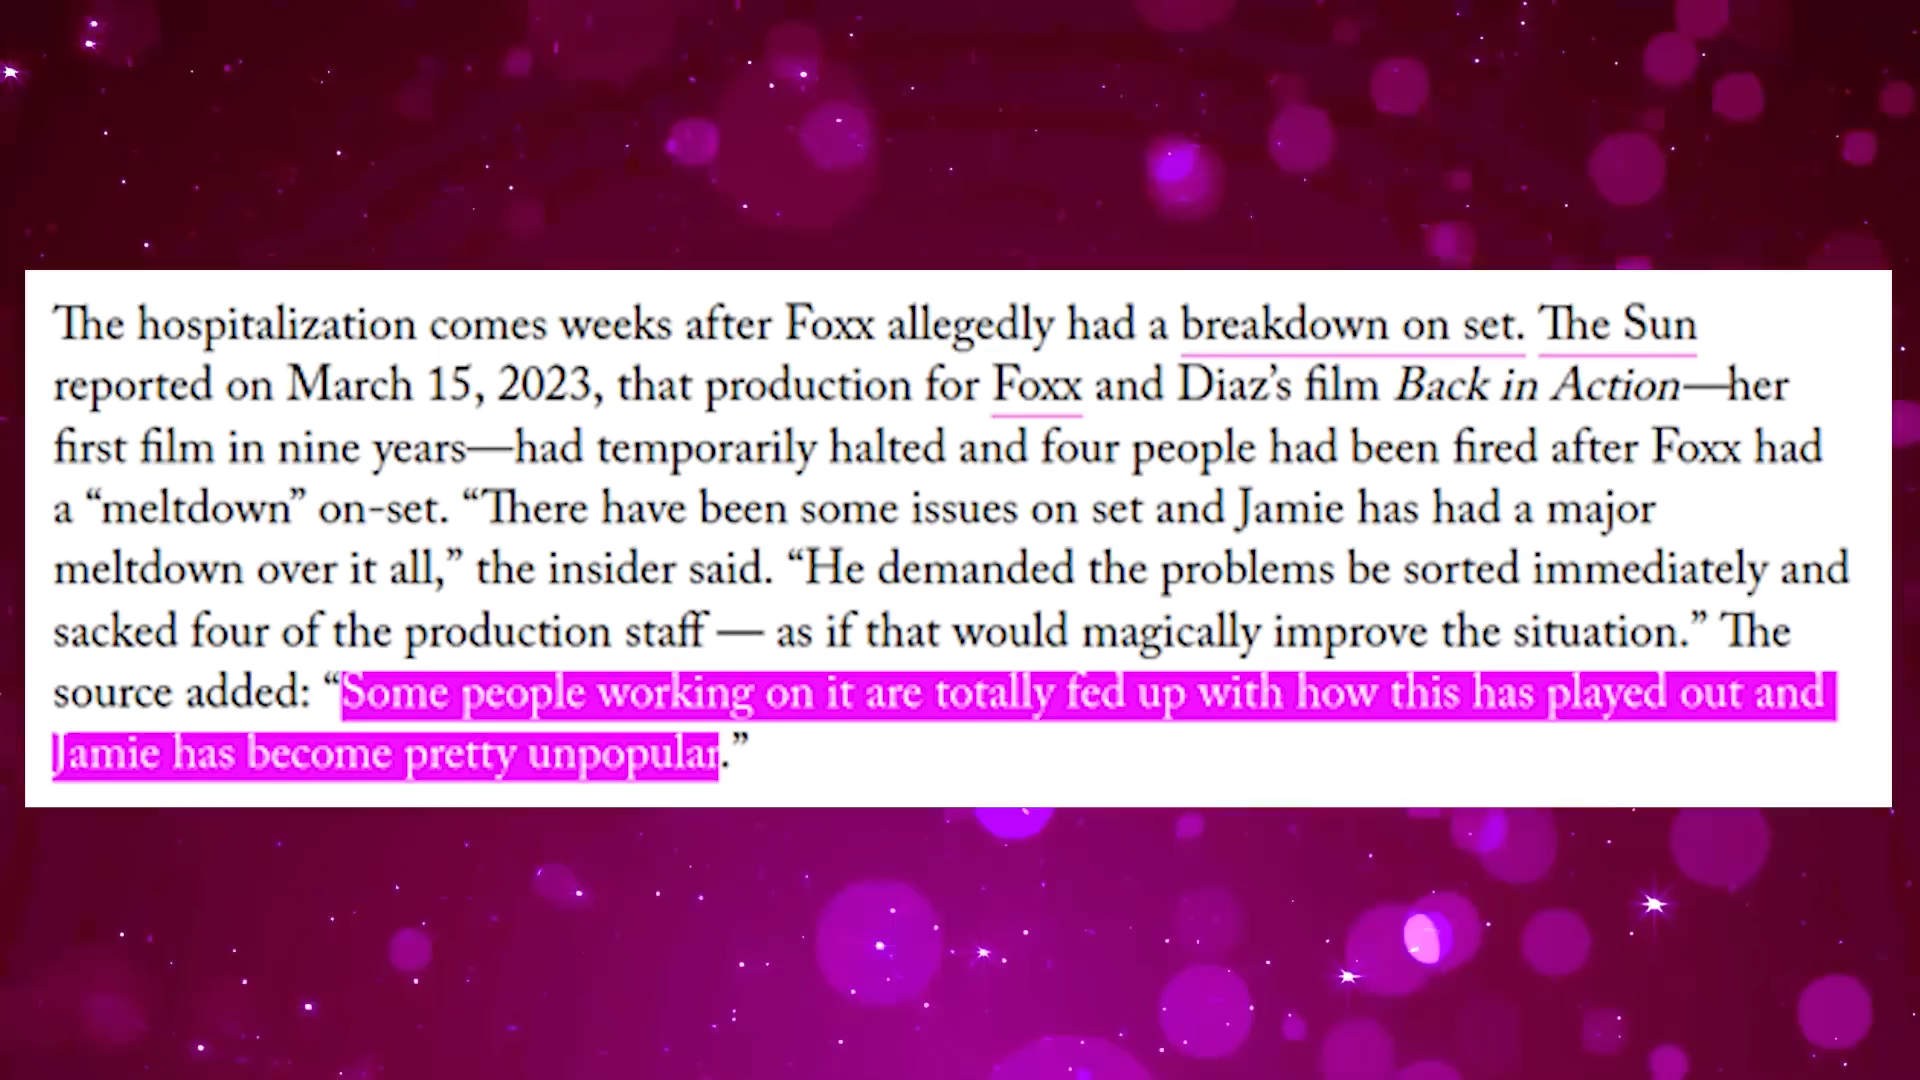 The hospitalization comes weeks after Foxx allegedly had a breakdown on set. The Sun
reported on March 15, 2023, that production for Foxx and Diaz’s film Back in Action—her
first film in nine years—had temporarily halted and four people had been fired after Foxx had
a “meltdown” on-set. “There have been some issues on set and Jamie has had a major
meltdown over it all,” the insider said. “He demanded the problems be sorted immediately and
sacked four of the production staff — as if that would magically improve the situation.” The
source added: “Some people working on it are totally fed up with how this has played out and
Jamie has become pretty unpopular.”